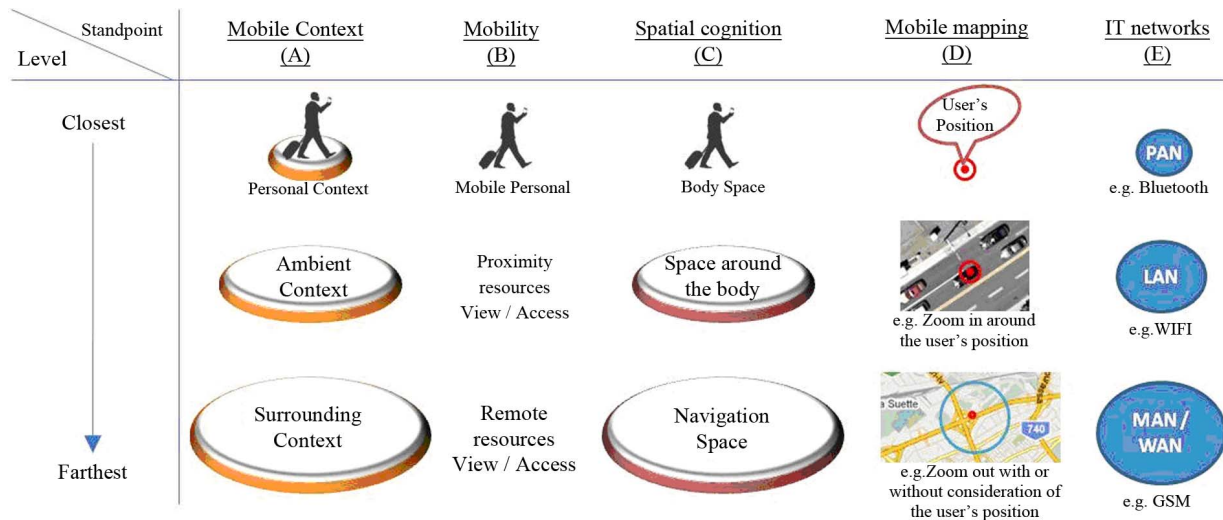 Standpoint
Level
Mobile Context
(A)
Mobility
(B)
Spatial cognition
(C)
Mobile mapping
(D)
IT networks
(E)
Closest
Personal Context
Mobile Personal
Body Space
User's
Position
PAN
e.g. Bluetooth
Ambient
Context
Proximity
resources
View / Access
Space around
the body
e.g. Zoom in around
the user's position
LAN
e.g.WIFI
Farthest
Surrounding
Context
Remote
resources
View / Access
Navigation
Space
a Suette
740
e.g.Zoom out with or
without consideration of
the user's position
MAN /
WAN
e.g. GSM